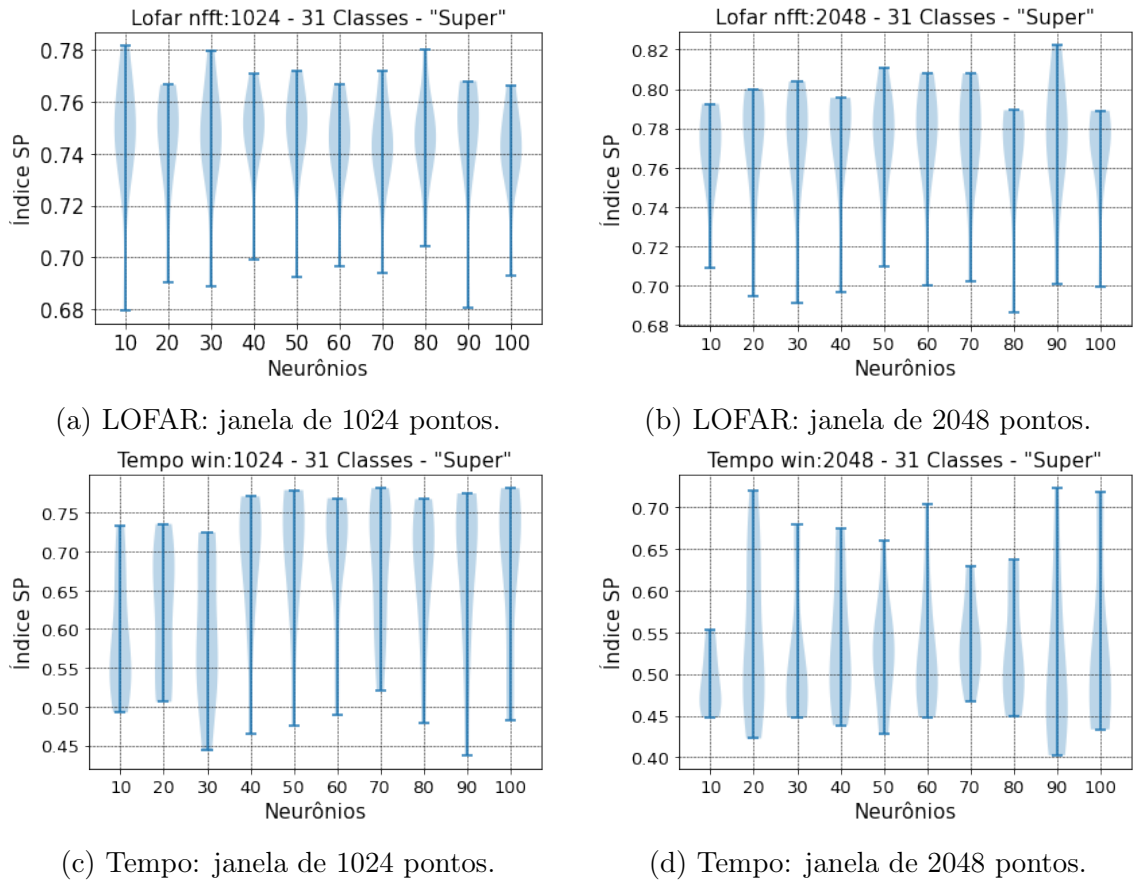 Lofar nfft:1024 - 31 Classes - "Super"
0.78
0.76
0.74
0.72
0.70
0.68
Índice SP
10 20 30 40 50 60 70 80 90 100
Neurônios
(a) LOFAR: janela de 1024 pontos.
Lofar nfft:2048 - 31 Classes - "Super"
0.82
0.80
0.78
0.76
0.74
0.72
0.70
0.68
Índice SP
10 20 30 40 50 60 70 80 90 100
Neurônios
(b) LOFAR: janela de 2048 pontos.
Tempo win:1024 - 31 Classes - "Super"
0.75
0.70
0.65
0.60
0.55
0.50
0.45
Índice SP
10 20 30 40 50 60 70 80 90 100
Neurônios
(c) Tempo: janela de 1024 pontos.
Tempo win:2048 - 31 Classes - "Super"
0.70
0.65
0.60
0.55
0.50
0.45
0.40
Índice SP
10 20 30 40 50 60 70 80 90 100
Neurônios
(d) Tempo: janela de 2048 pontos.